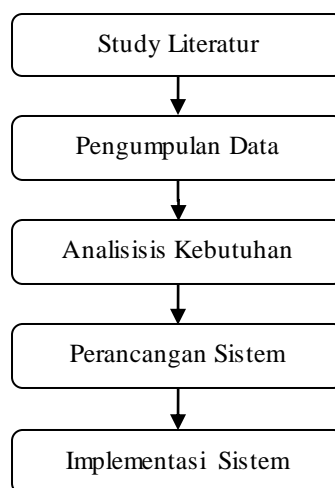 Study Literatur
Pengumpulan Data
Analisisis Kebutuhan
Perancangan Sistem
Implementasi Sistem